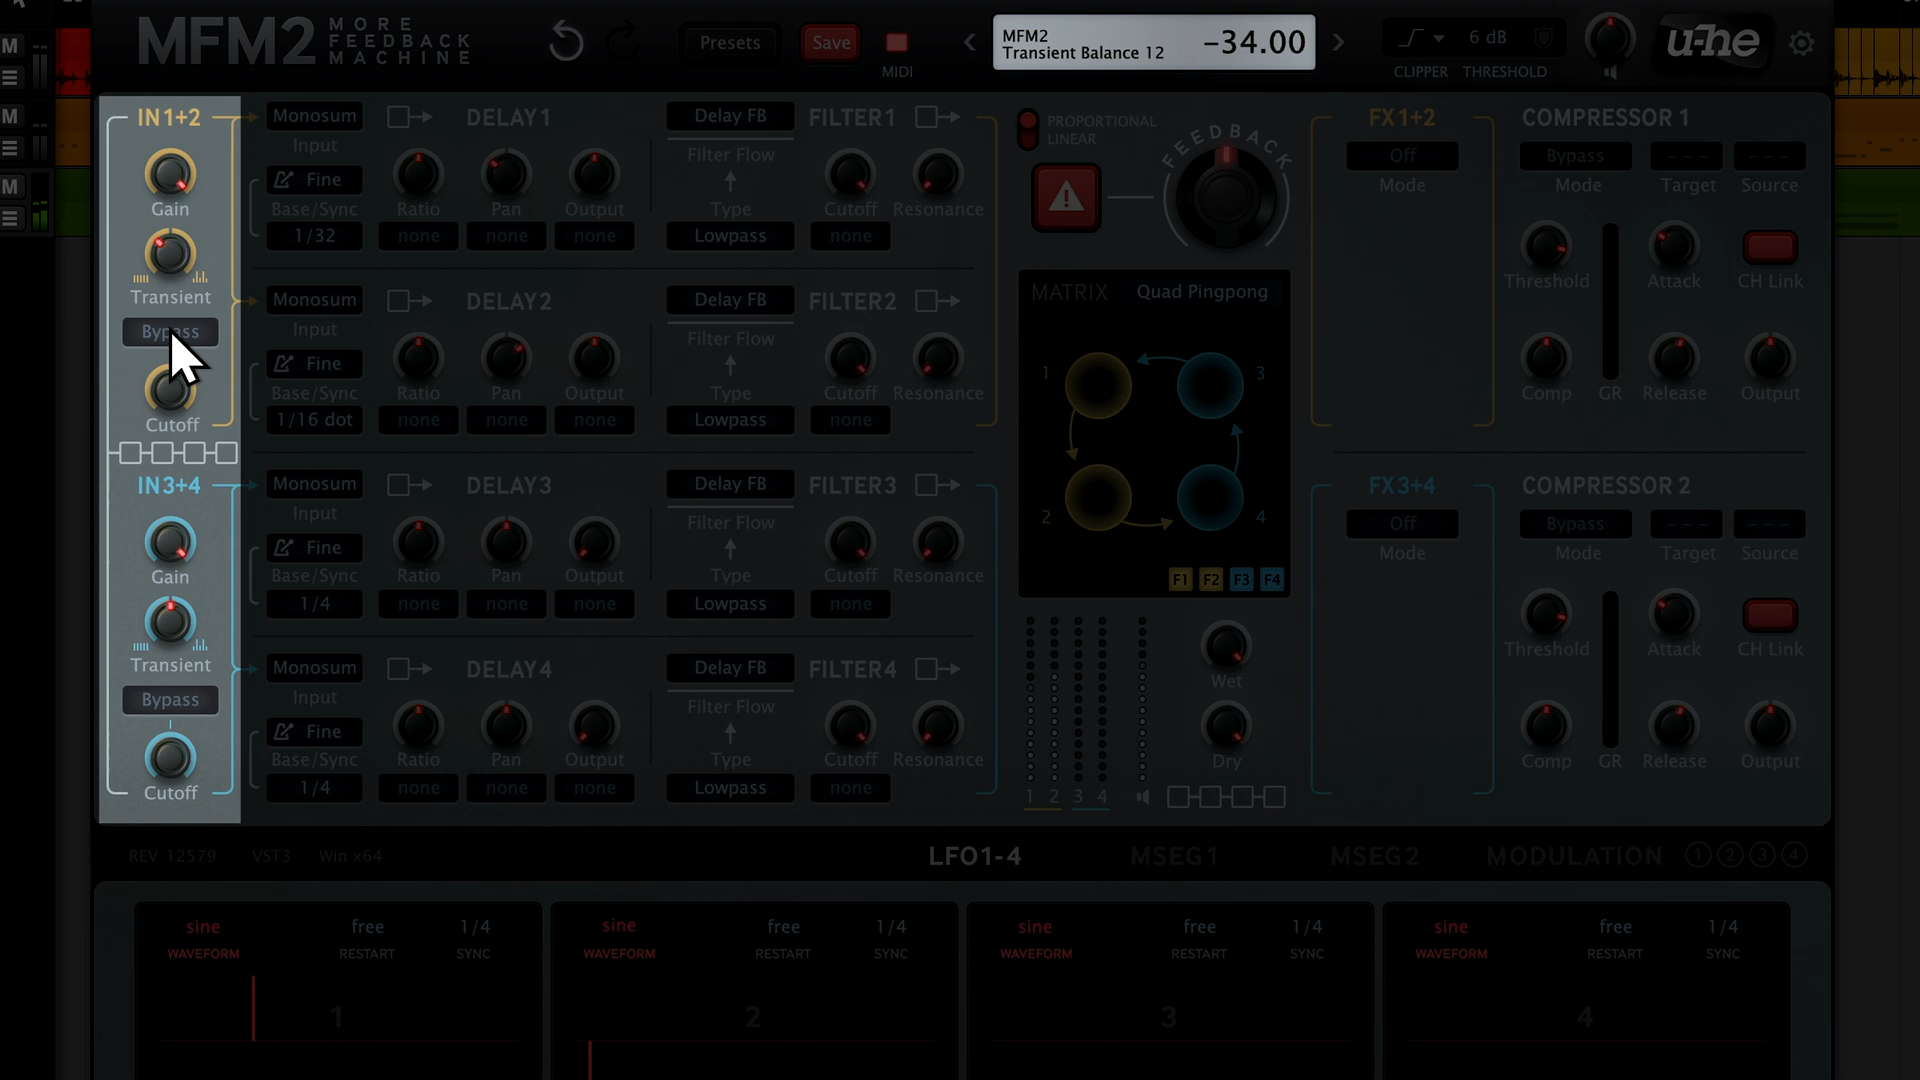 MFM2 MORE FEEDBACK MACHINE
Presets
Save
MIDI
MFM2
Transient Balance 12
-34.00
6 dB
CLIPPER THRESHOLD
u-he
M
M
M
IN1+2
Gain
Transient
Bypass
Cutoff
IN3+4
Gain
Transient
Bypass
Cutoff
Monosum DELAY1 Delay FB FILTER1
Input Filter Flow
Fine
Base/Sync Ratio Pan Output Type Cutoff Resonance
1/32 none none none Lowpass none
Monosum DELAY2 Delay FB FILTER2
Input Filter Flow
Fine
Base/Sync Ratio Pan Output Type Cutoff Resonance
1/16 dot none none none Lowpass none
Monosum DELAY3 Delay FB FILTER3
Input Filter Flow
Fine
Base/Sync Ratio Pan Output Type Cutoff Resonance
1/4 none none none Lowpass none
Monosum DELAY4 Delay FB FILTER4
Input Filter Flow
Fine
Base/Sync Ratio Pan Output Type Cutoff Resonance
1/4 none none none Lowpass none
PROPORTIONAL
LINEAR
FEEDBACK
MATRIX Quad Pingpong
1 3
2 4
F1 F2 F3 F4
Wet
Dry
1 2 3 4
FX1+2
Off
Mode
COMPRESSOR 1
Bypass --- ---
Mode Target Source
Threshold Attack CH Link
Comp GR Release Output
FX3+4
Off
Mode
COMPRESSOR 2
Bypass --- ---
Mode Target Source
Threshold Attack CH Link
Comp GR Release Output
REV 12579 VST3 Win x64
LFO1-4 MSEG1 MSEG2 MODULATION 1 2 3 4
sine free 1/4
WAVEFORM RESTART SYNC
1
sine free 1/4
WAVEFORM RESTART SYNC
2
sine free 1/4
WAVEFORM RESTART SYNC
3
sine free 1/4
WAVEFORM RESTART SYNC
4